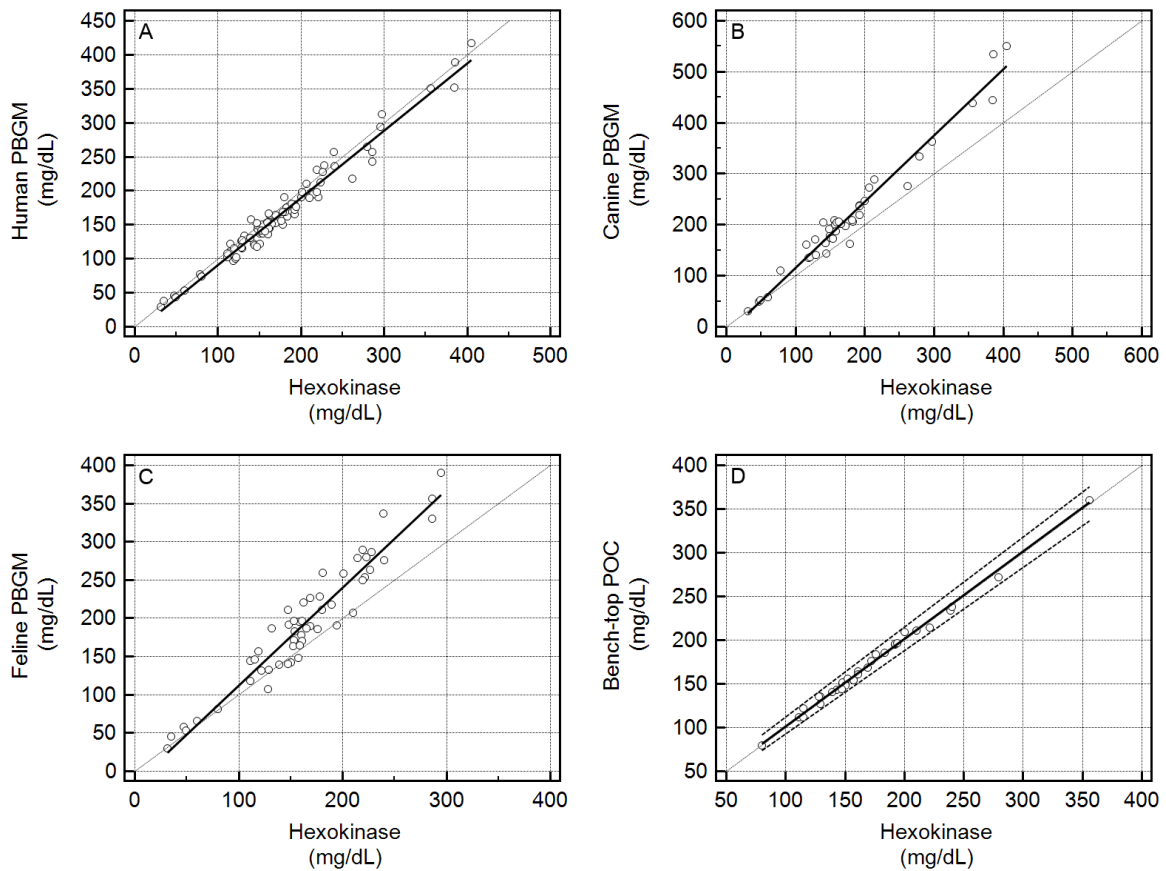 A
Human PBGM
(mg/dL)
450
400
350
300
250
200
150
100
50
0
0 100 200 300 400 500
Hexokinase
(mg/dL)
B
Canine PBGM
(mg/dL)
600
500
400
300
200
100
0
0 100 200 300 400 500 600
Hexokinase
(mg/dL)
C
Feline PBGM
(mg/dL)
400
350
300
250
200
150
100
50
0
0 100 200 300 400
Hexokinase
(mg/dL)
D
Bench-top POC
(mg/dL)
400
350
300
250
200
150
100
50
50 100 150 200 250 300 350 400
Hexokinase
(mg/dL)